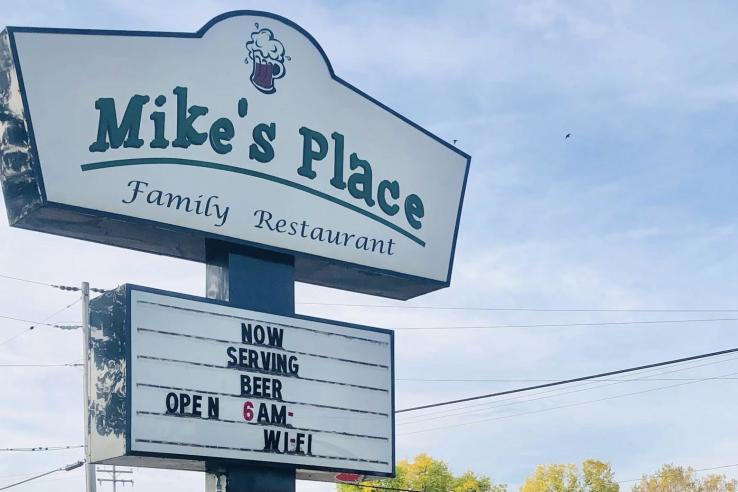 Mike's Place
Family Restaurant
NOW
SERVING
BEER
OPEN 6AM-
WI-FI